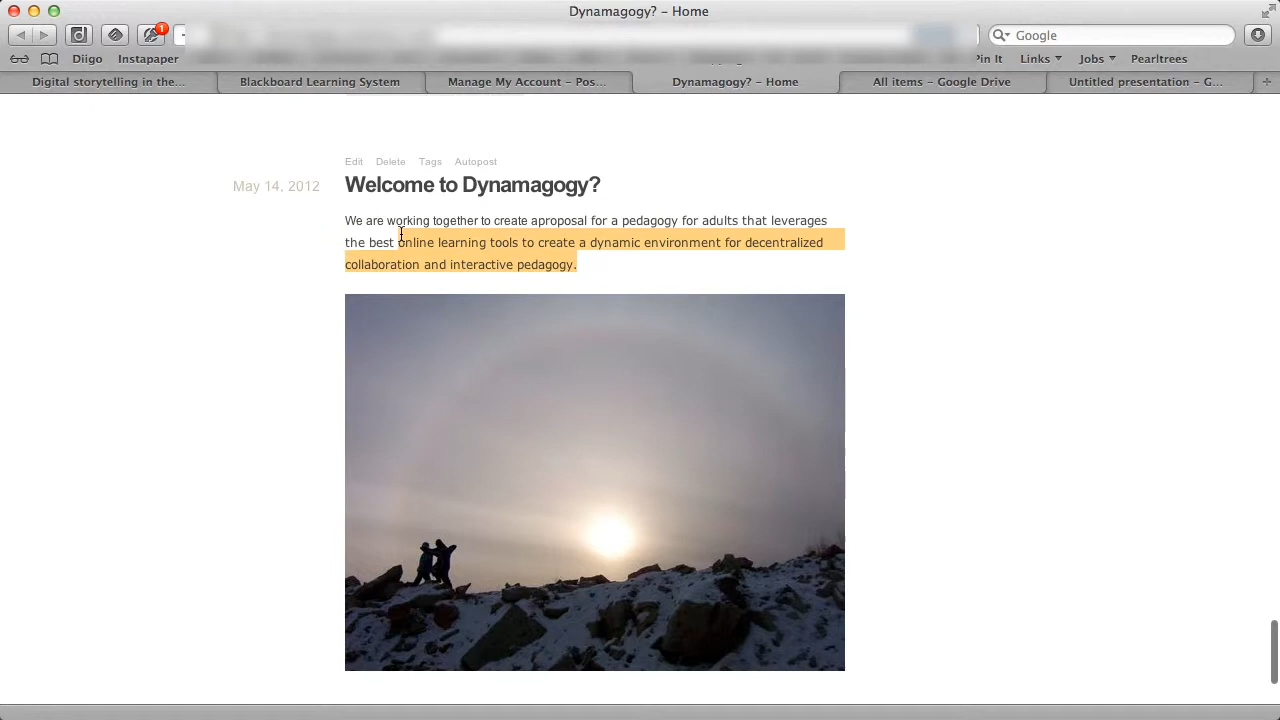 Dynamagogy? – Home
1
Google
Diigo Instapaper Pin It Links Jobs Pearltrees
Digital storytelling in the... Blackboard Learning System Manage My Account – Pos... Dynamagogy? – Home All items – Google Drive Untitled presentation – G...
Edit Delete Tags Autopost
May 14, 2012 Welcome to Dynamagogy?
We are working together to create aproposal for a pedagogy for adults that leverages
the best online learning tools to create a dynamic environment for decentralized
collaboration and interactive pedagogy.